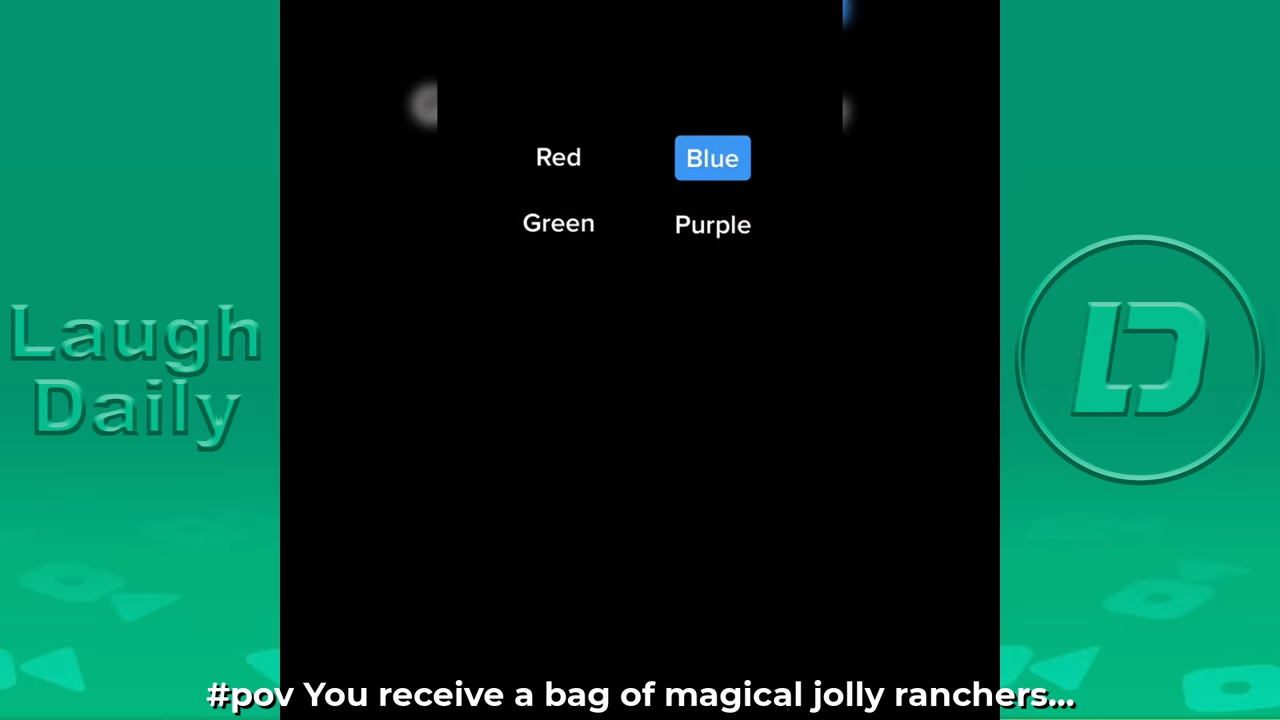 Laugh
Daily
Red
Blue
Green
Purple
LD
#pov You receive a bag of magical jolly ranchers...